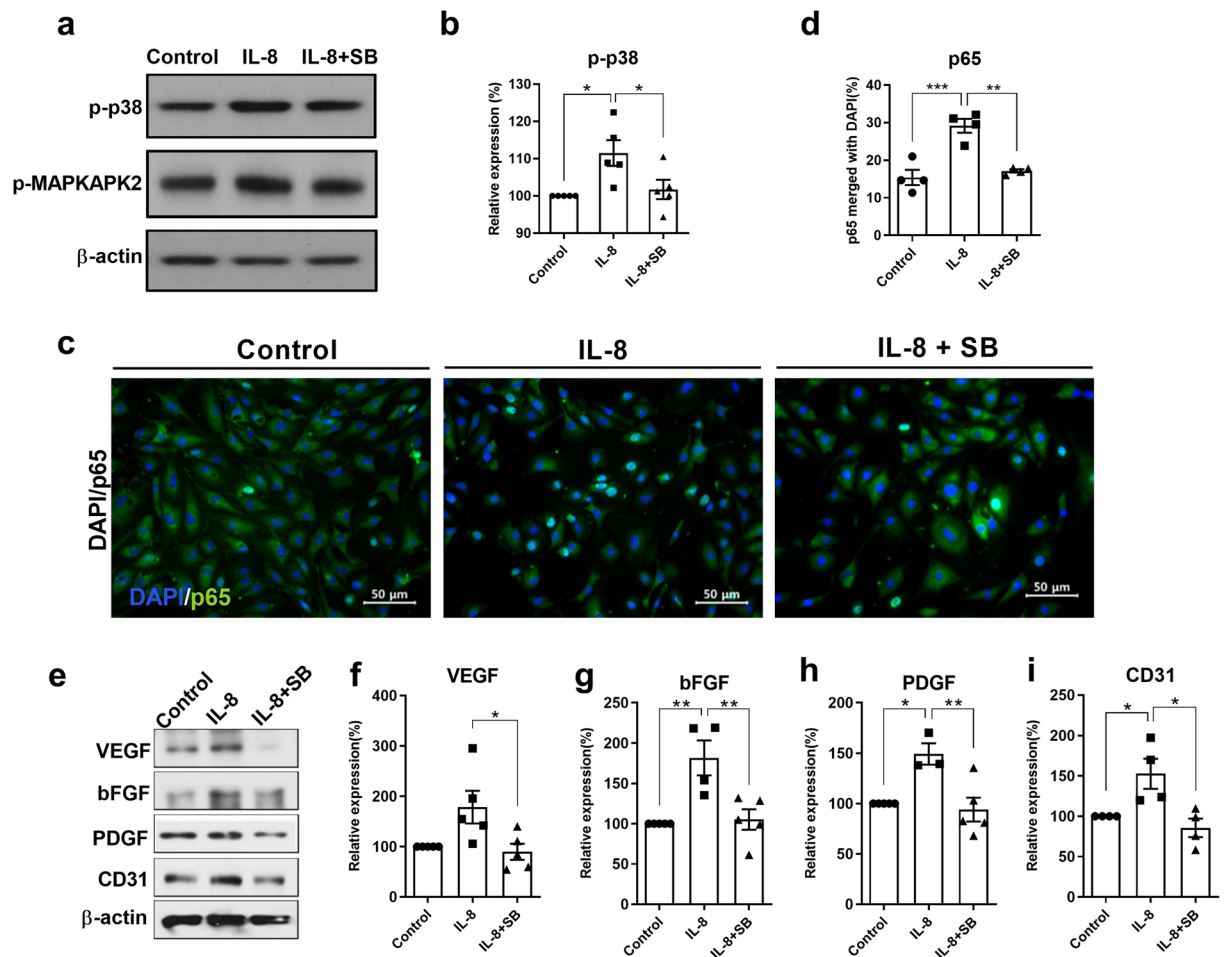 a
Control IL-8 IL-8+SB
p-p38
p-MAPKAPK2
β-actin
b
p-p38
Relative expression (%)
130
120
110
100
90
* *
Control IL-8 IL-8+SB
d
p65
p65 merged with DAPI(%)
40
30
20
10
0
*** **
Control IL-8 IL-8+SB
c
Control IL-8 IL-8 + SB
DAPI/p65
DAPI/p65
50 μm 50 μm 50 μm
e
Control IL-8 IL-8+SB
VEGF
bFGF
PDGF
CD31
β-actin
f
VEGF
Relative expression(%)
400
300
200
100
0
*
Control IL-8 IL-8+SB
g
bFGF
Relative expression(%)
250
200
150
100
50
0
** **
Control IL-8 IL-8+SB
h
PDGF
Relative expression(%)
200
150
100
50
0
* **
Control IL-8 IL-8+SB
i
CD31
Relative expression(%)
250
200
150
100
50
0
* *
Control IL-8 IL-8+SB